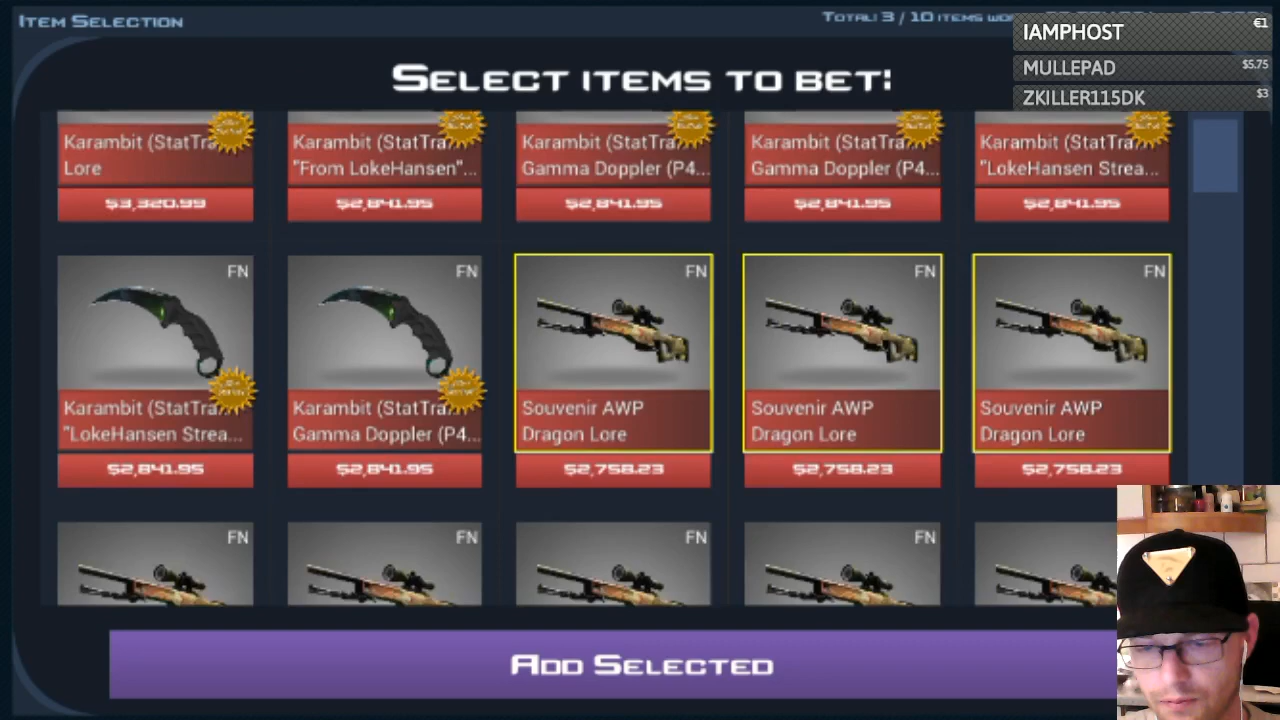 ITEM SELECTION
TOTAL: 3 / 10 ITEMS
IAMPHOST €1
MULLEPAD $5.75
ZKILLER115DK $3
SELECT ITEMS TO BET:
Karambit (StatTra...
Lore
$3,320.99
Karambit (StatTra...
"From LokeHansen"...
$2,841.95
Karambit (StatTra...
Gamma Doppler (P4...
$2,841.95
Karambit (StatTra...
Gamma Doppler (P4...
$2,841.95
Karambit (StatTra...
"LokeHansen Strea...
$2,841.95
FN
Karambit (StatTra...
"LokeHansen Strea...
$2,841.95
FN
Karambit (StatTra...
Gamma Doppler (P4...
$2,841.95
FN
Souvenir AWP
Dragon Lore
$2,758.23
FN
Souvenir AWP
Dragon Lore
$2,758.23
FN
Souvenir AWP
Dragon Lore
$2,758.23
FN
FN
FN
FN
ADD SELECTED